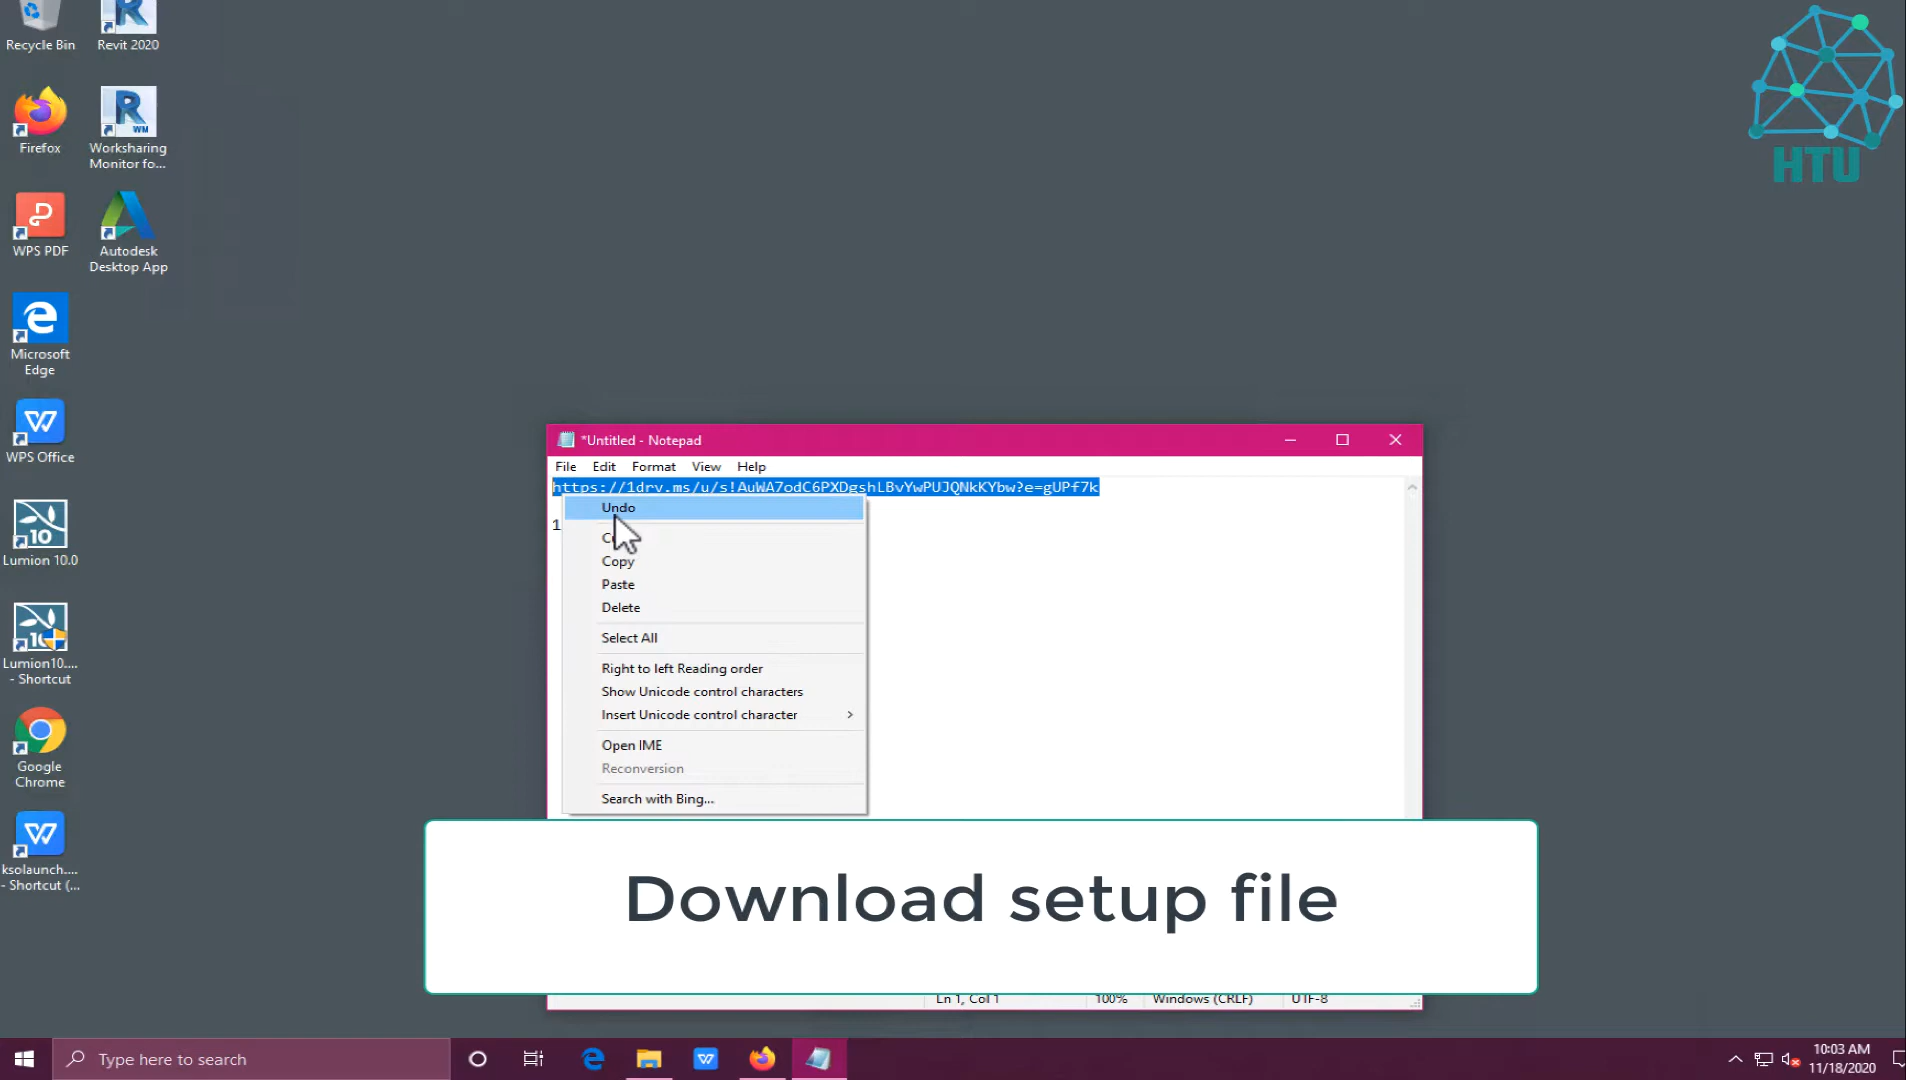 Recycle Bin
Revit 2020
Firefox
WM
Worksharing
Monitor fo...
WPS PDF
Autodesk
Desktop App
Microsoft
Edge
WPS Office
10
Lumion 10.0
Lumion10....
- Shortcut
Google
Chrome
ksolaunch....
- Shortcut (...
HTU
*Untitled - Notepad
File Edit Format View Help
https://1drv.ms/u/s!AuWA7odC6PXDgshLBvYwPUJQNkKYbw?e=gUPf7k
1
Undo
Copy
Paste
Delete
Select All
Right to left Reading order
Show Unicode control characters
Insert Unicode control character
Open IME
Reconversion
Search with Bing...
Download setup file
Ln 1, Col 1 100% Windows (CRLF) UTF-8
Type here to search
10:03 AM
11/18/2020